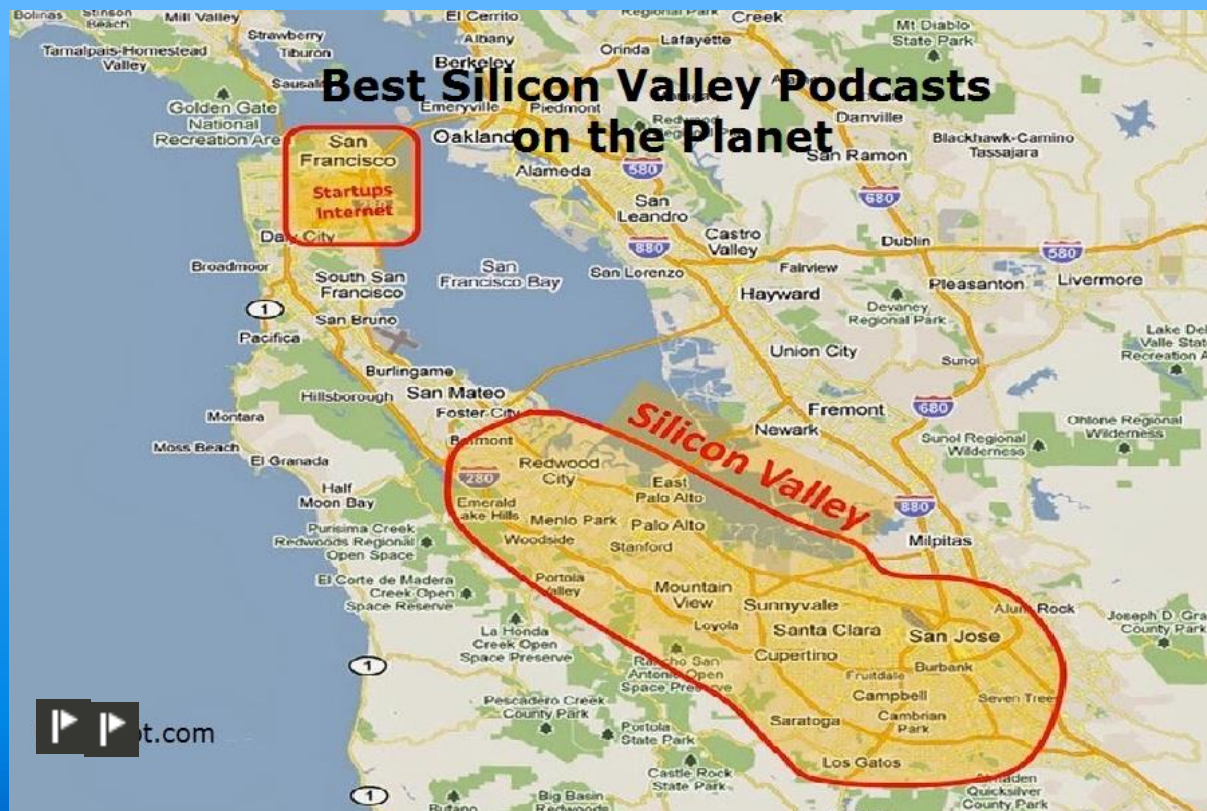 Bolinas
Stinson
Beach
Mill Valley
El Cerrito
Regional Park
Creek
Mt Diablo
State Park
Strawberry
Tiburon
Albany
Lafayette
Orinda
Tamalpais-Homestead
Valley
Berkeley
Best Silicon Valley Podcasts
on the Planet
Golden Gate
National
Recreation Area
Emeryville
Piedmont
Danville
Oakland
Blackhawk-Camino
Tassajara
San
Francisco
San Ramon
Alameda
580
Startups
Internet
280
680
San
Leandro
Castro
Valley
880
Dublin
580
Daly City
Broadmoor
South San
Francisco
San
Francisco Bay
San Lorenzo
Fairview
Pleasanton
Livermore
Hayward
1
San Bruno
Devaney
Regional Park
Pacifica
Union City
Sunol
Burlingame
Hillsborough
San Mateo
Foster City
Fremont
680
Montara
Belmont
Silicon Valley
Newark
Sunol Regional
Wilderness
Ohlone Regional
Wilderness
Moss Beach
El Granada
Redwood
City
280
East
Palo Alto
Half
Moon Bay
Emerald
Lake Hills
Menlo Park
Palo Alto
880
Purisima Creek
Redwoods Regional
Open Space
Woodside
Stanford
Milpitas
El Corte de Madera
Creek Open
Space Reserve
Portola
Valley
Mountain
View
Sunnyvale
Alum Rock
La Honda
Creek Open
Space Preserve
Loyola
Santa Clara
San Jose
1
Rancho San
Antonio Open
Space Preserve
Cupertino
Burbank
Fruitdale
Pescadero Creek
County Park
Campbell
Seven Trees
Portola
State Park
Saratoga
Cambrian
Park
t.com
Castle Rock
State Park
Los Gatos
1
Big Basin
Redwoods
Almaden
Quicksilver
County Park